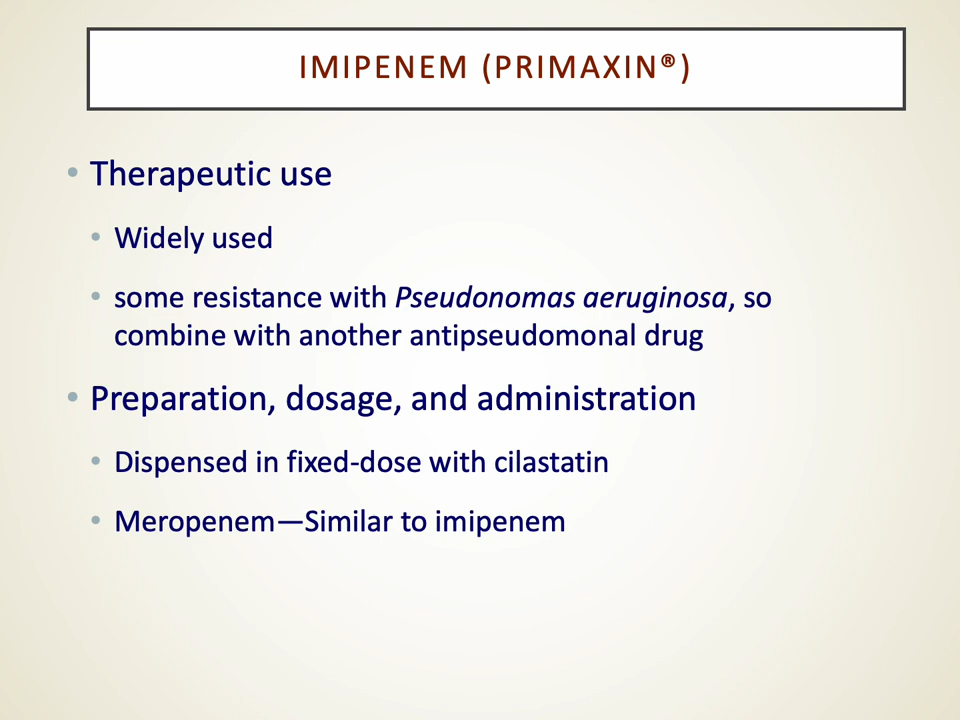 IMIPENEM (PRIMAXIN®)
• Therapeutic use
• Widely used
• some resistance with Pseudonomas aeruginosa, so
combine with another antipseudomonal drug
• Preparation, dosage, and administration
• Dispensed in fixed-dose with cilastatin
• Meropenem—Similar to imipenem